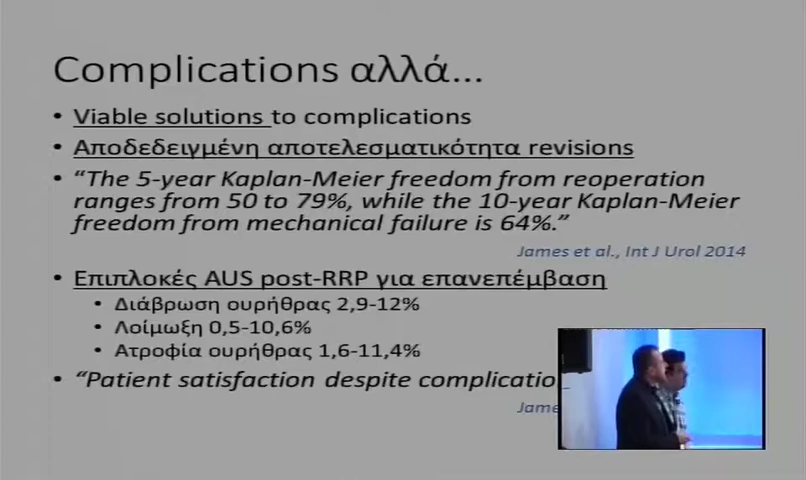 Complications αλλά...
• Viable solutions to complications
• Αποδεδειγμένη αποτελεσματικότητα revisions
• “The 5-year Kaplan-Meier freedom from reoperation
ranges from 50 to 79%, while the 10-year Kaplan-Meier
freedom from mechanical failure is 64%.”
James et al., Int J Urol 2014
• Επιπλοκές AUS post-RRP για επανεπέμβαση
• Διάβρωση ουρήθρας 2,9-12%
• Λοίμωξη 0,5-10,6%
• Ατροφία ουρήθρας 1,6-11,4%
• “Patient satisfaction despite complicatio
Jame